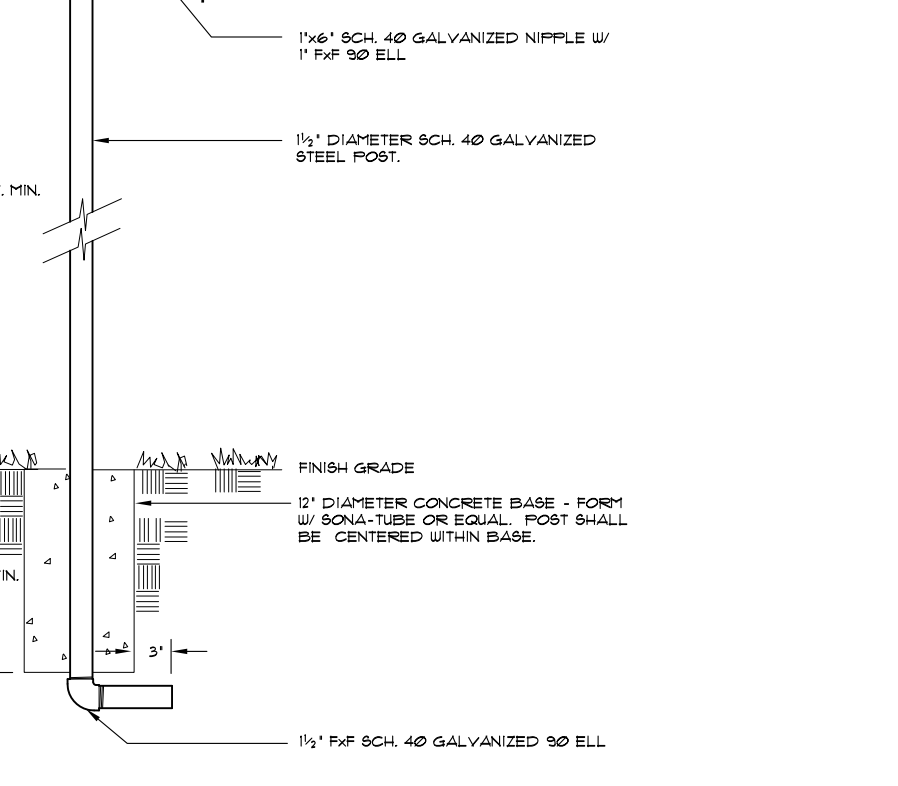 1"x6" SCH. 40 GALVANIZED NIPPLE W/
1" FxF 90 ELL
1½" DIAMETER SCH. 40 GALVANIZED
STEEL POST.
. MIN.
FINISH GRADE
12" DIAMETER CONCRETE BASE - FORM
W/ SONA-TUBE OR EQUAL. POST SHALL
BE CENTERED WITHIN BASE.
IN.
3"
1½" FxF SCH. 40 GALVANIZED 90 ELL